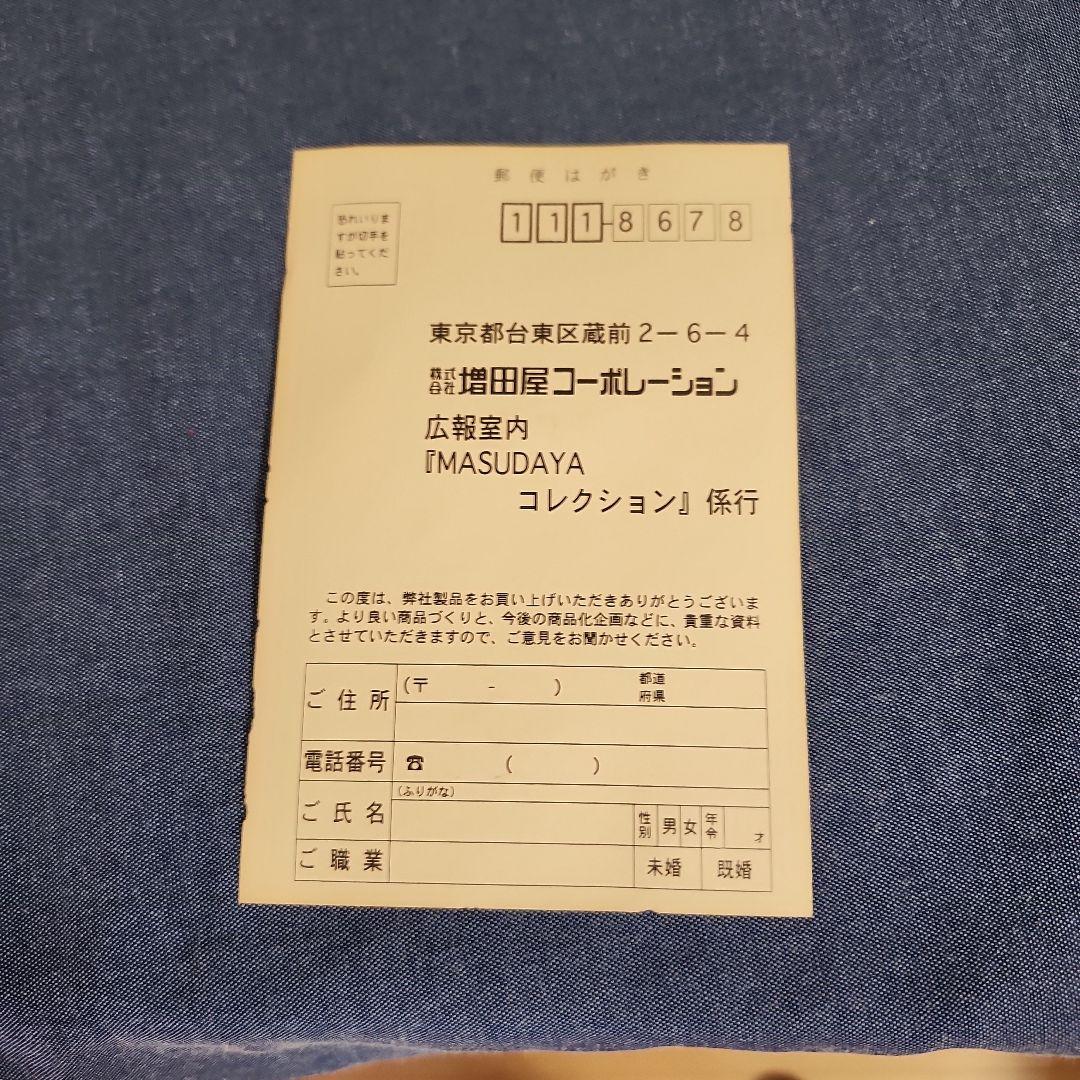 郵便はがき
恐れいりま
すが切手を
貼ってくだ
さい。
111-8678
東京都台東区蔵前2-6-4
株式会社増田屋コーポレーション
広報室内
『MASUDAYA
コレクション』係行
この度は、弊社製品をお買い上げいただきありがとうございま
す。より良い商品づくりと、今後の商品化企画などに、貴重な資料
とさせていただきますので、ご意見をお聞かせください。
ご住所 (〒 - ) 都道府県
電話番号 ☎ ( )
(ふりがな)
ご氏名 性別 男 女 年令 才
ご職業 未婚 既婚